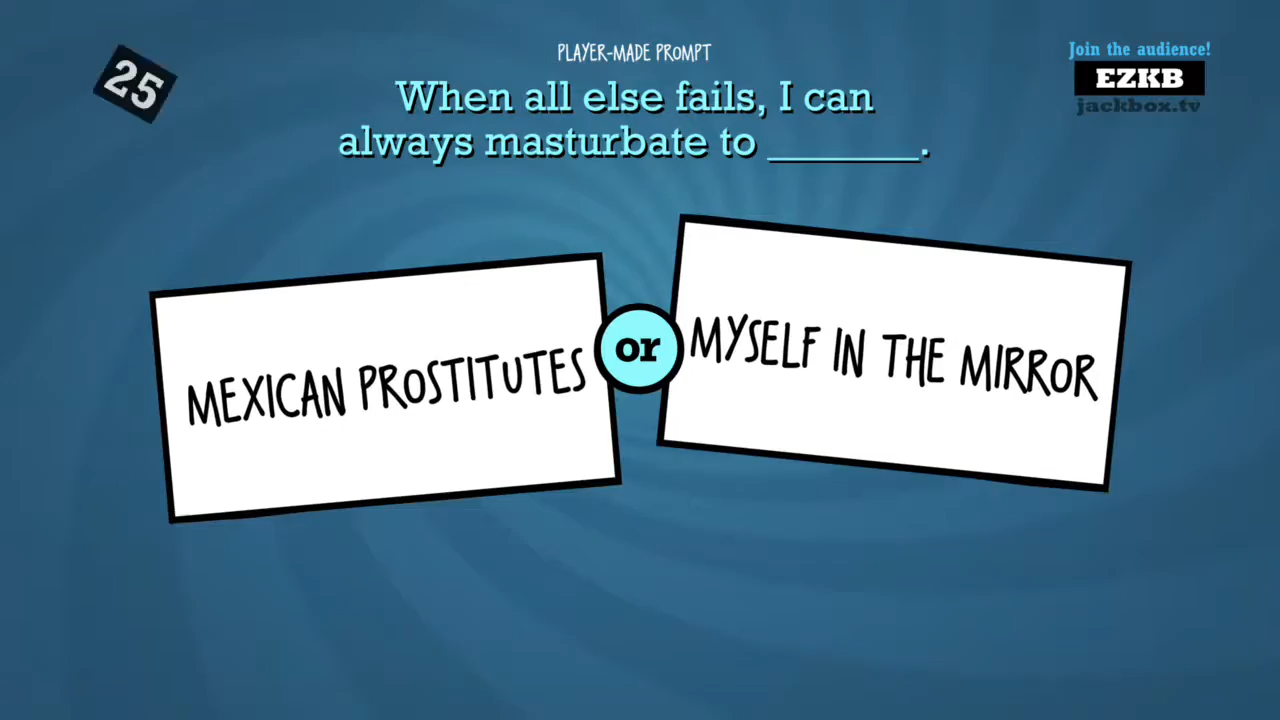 25
PLAYER-MADE PROMPT
When all else fails, I can
always masturbate to _______.
Join the audience!
EZKB
jackbox.tv
MEXICAN PROSTITUTES
or
MYSELF IN THE MIRROR